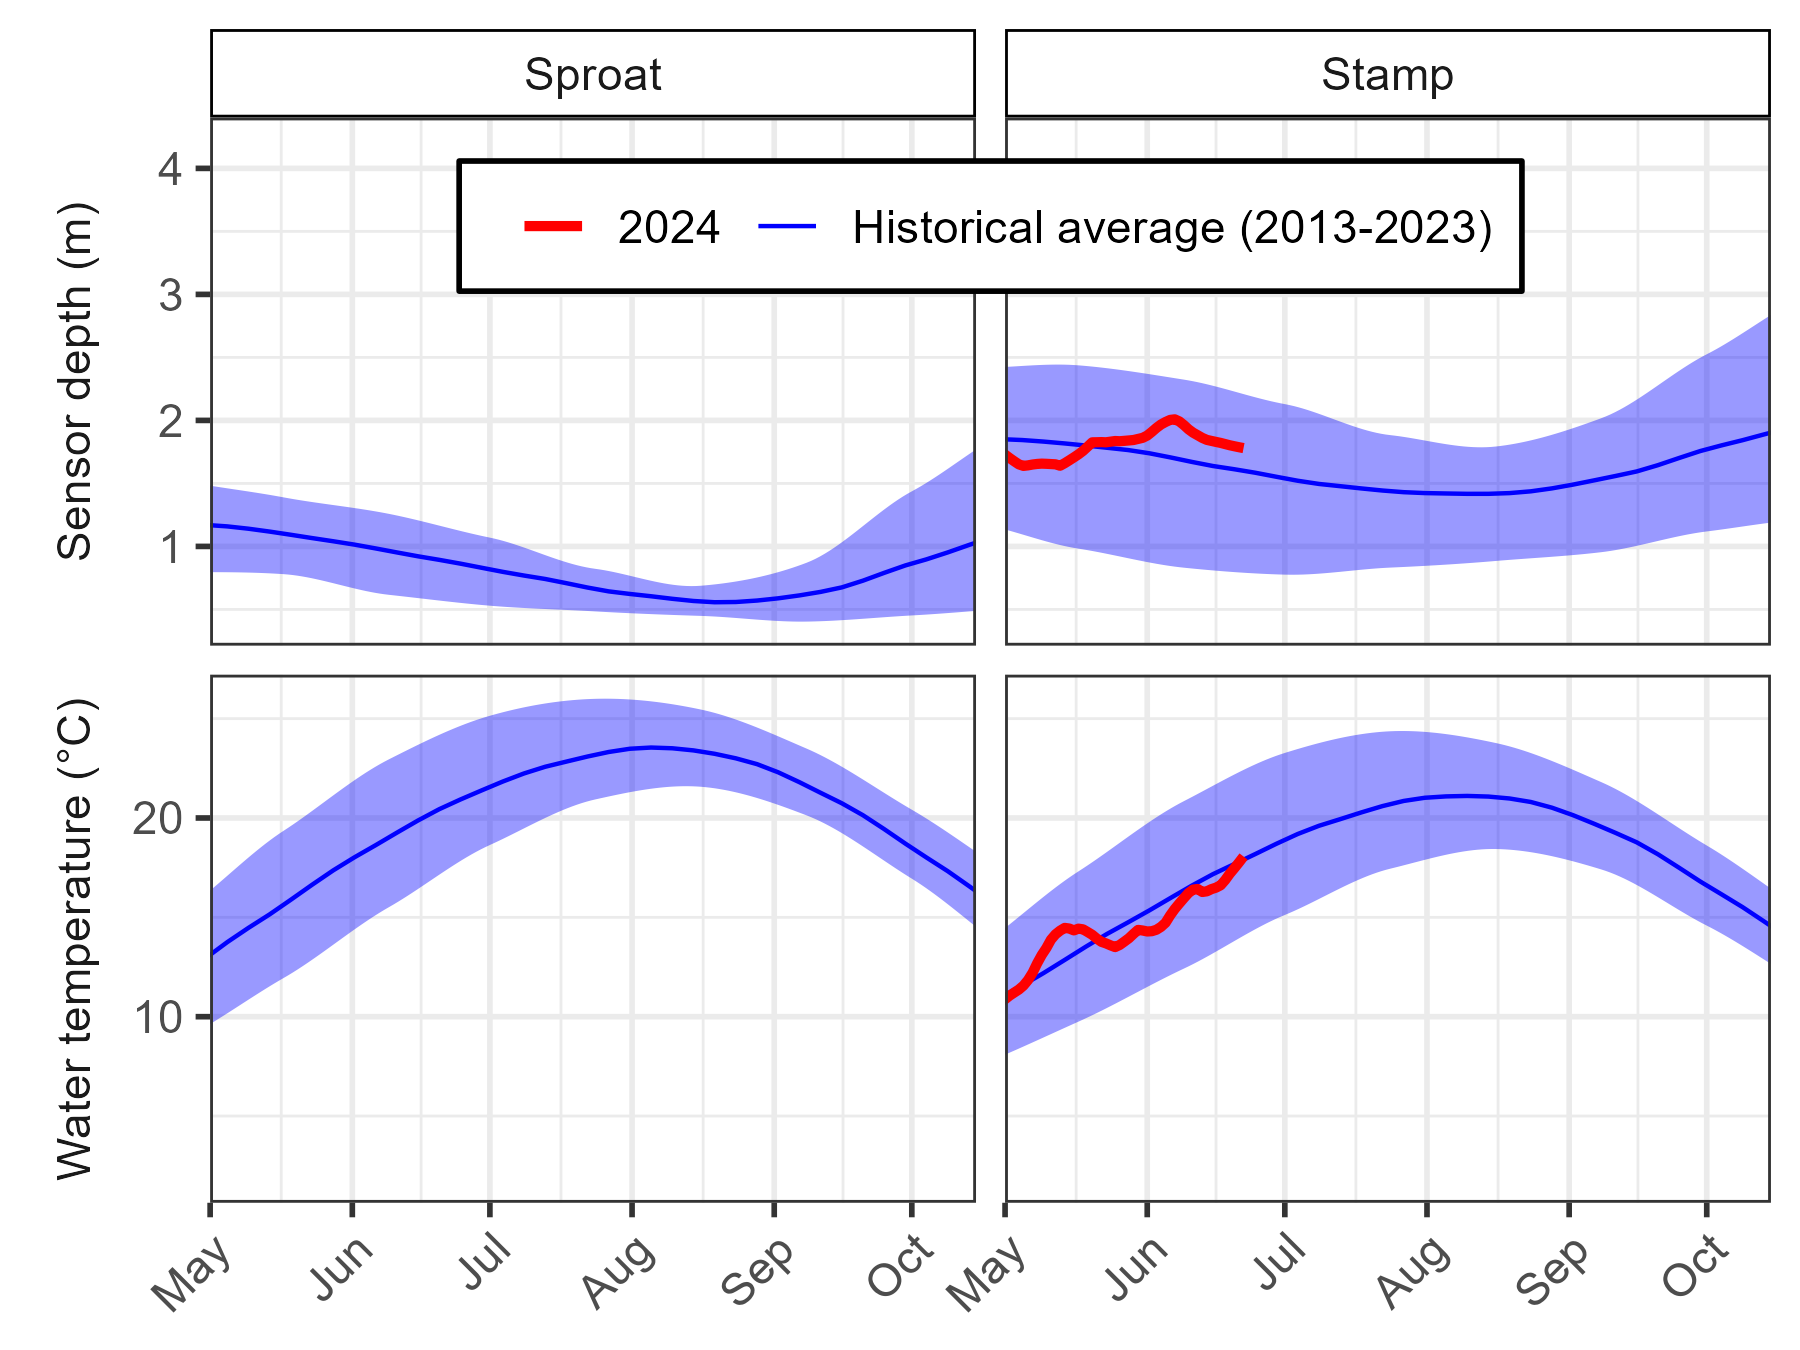 Sproat
Stamp
Sensor depth (m)
4
3
2
1
2024
Historical average (2013-2023)
Water temperature (°C)
20
10
May
Jun
Jul
Aug
Sep
Oct
May
Jun
Jul
Aug
Sep
Oct